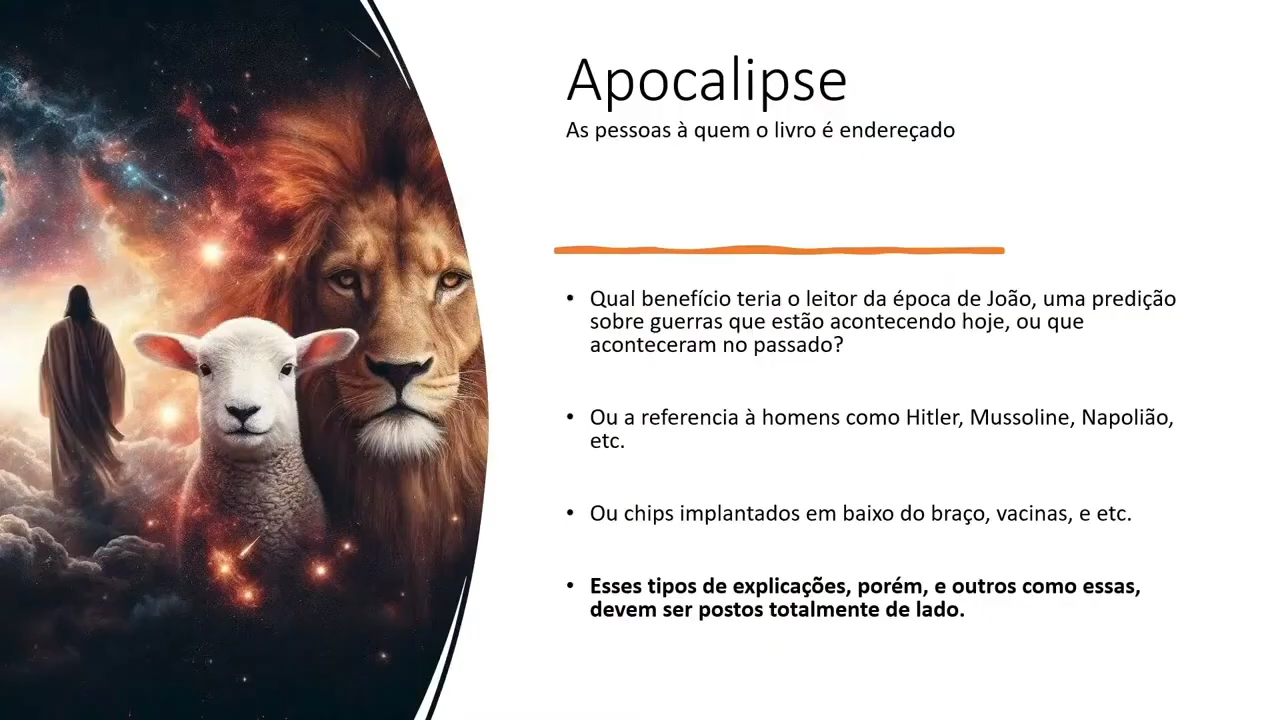 Apocalipse
As pessoas à quem o livro é endereçado
• Qual benefício teria o leitor da época de João, uma predição
sobre guerras que estão acontecendo hoje, ou que
aconteceram no passado?
• Ou a referencia à homens como Hitler, Mussoline, Napolião,
etc.
• Ou chips implantados em baixo do braço, vacinas, e etc.
• Esses tipos de explicações, porém, e outros como essas,
devem ser postos totalmente de lado.